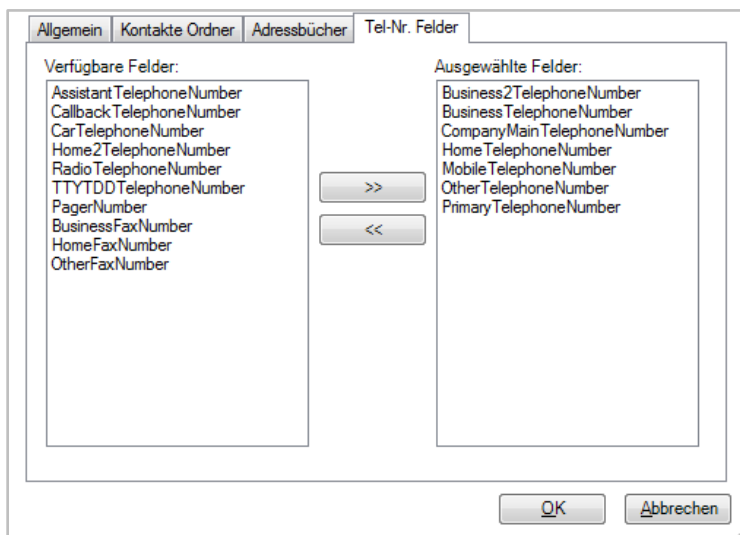 Allgemein Kontakte Ordner Adressbücher Tel-Nr. Felder
Verfügbare Felder:
AssistantTelephoneNumber
CallbackTelephoneNumber
CarTelephoneNumber
Home2TelephoneNumber
RadioTelephoneNumber
TTYTDDTelephoneNumber
PagerNumber
BusinessFaxNumber
HomeFaxNumber
OtherFaxNumber
>>
<<
Ausgewählte Felder:
Business2TelephoneNumber
BusinessTelephoneNumber
CompanyMainTelephoneNumber
HomeTelephoneNumber
MobileTelephoneNumber
OtherTelephoneNumber
PrimaryTelephoneNumber
OK Abbrechen